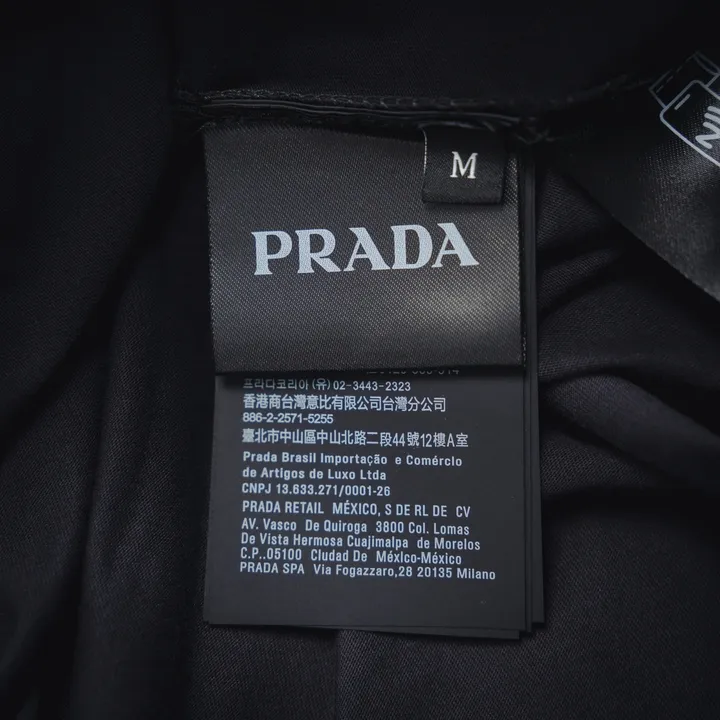 M
PRADA
프라다코리아 (유) 02-3443-2323
香港商台灣意比有限公司台灣分公司
886-2-2571-5255
臺北市中山區中山北路二段44號12樓A室
Prada Brasil Importação e Comércio
de Artigos de Luxo Ltda
CNPJ 13.633.271/0001-26
PRADA RETAIL MÉXICO, S DE RL DE CV
AV. Vasco De Quiroga 3800 Col. Lomas
De Vista Hermosa Cuajimalpa de Morelos
C.P..05100 Ciudad De México-México
PRADA SPA Via Fogazzaro,28 20135 Milano